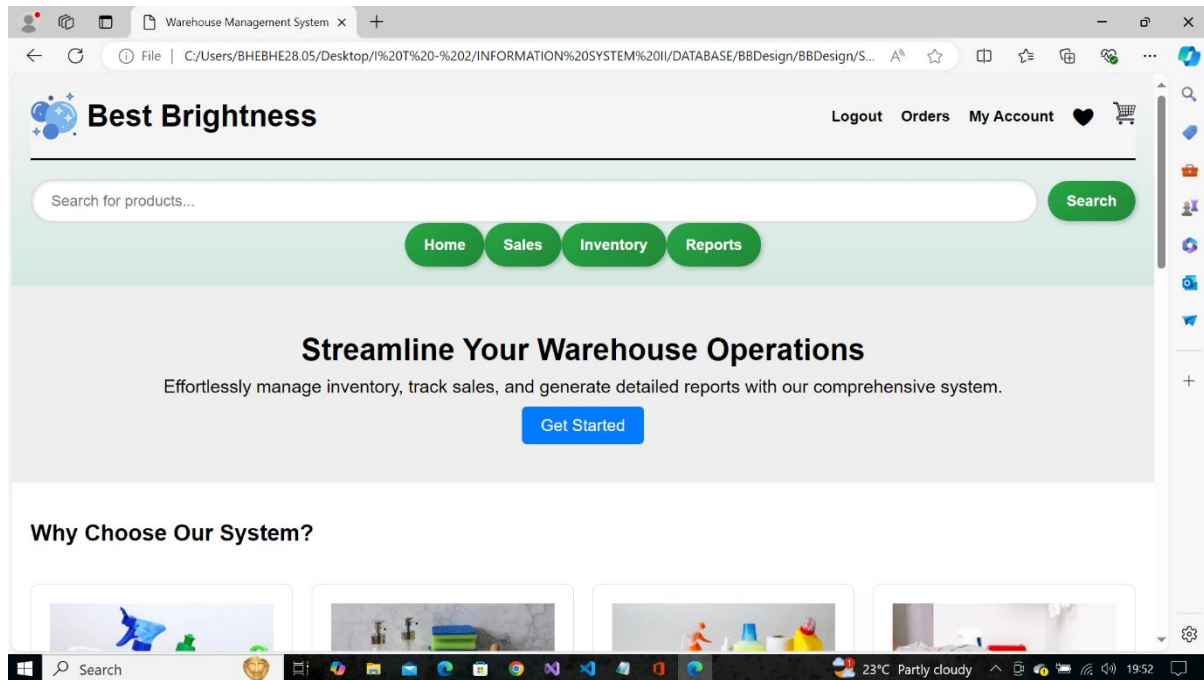 Warehouse Management System
File | C:/Users/BHEBHE28.05/Desktop/I%20T%20-%202/INFORMATION%20SYSTEM%20II/DATABASE/BBDesign/BBDesign/S...
Best Brightness
Logout Orders My Account
Search for products...
Search
Home Sales Inventory Reports
Streamline Your Warehouse Operations
Effortlessly manage inventory, track sales, and generate detailed reports with our comprehensive system.
Get Started
Why Choose Our System?
Search
23°C Partly cloudy
19:52